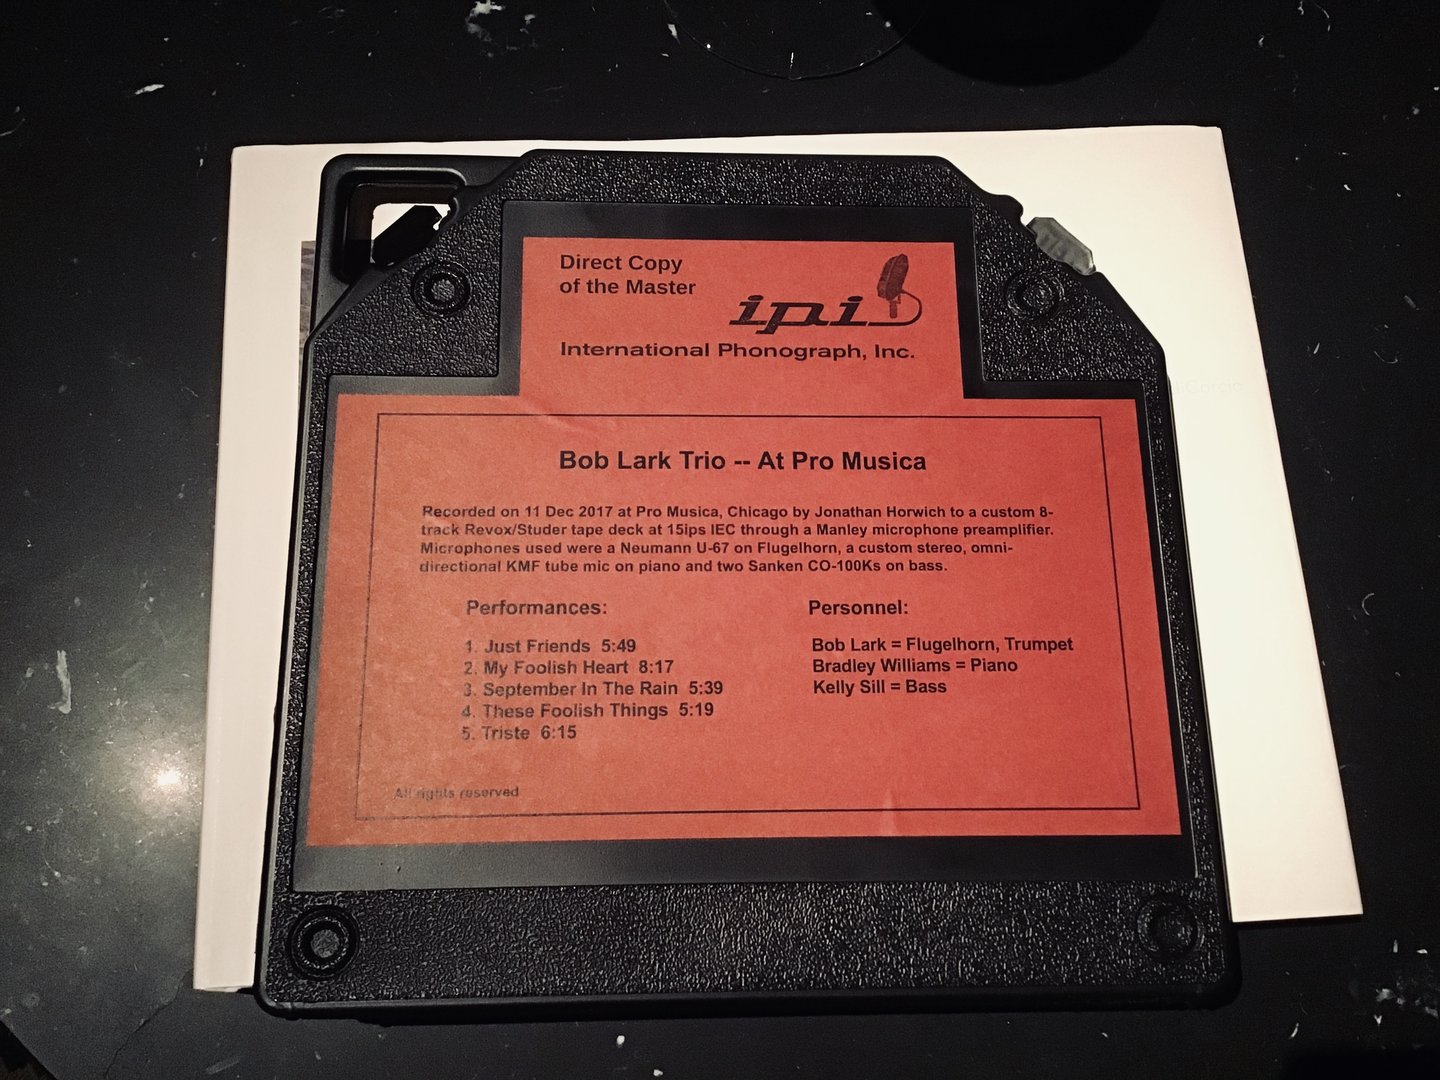 Direct Copy
of the Master
ipi
International Phonograph, Inc.
Bob Lark Trio -- At Pro Musica
Recorded on 11 Dec 2017 at Pro Musica, Chicago by Jonathan Horwich to a custom 8-
track Revox/Studer tape deck at 15ips IEC through a Manley microphone preamplifier.
Microphones used were a Neumann U-67 on Flugelhorn, a custom stereo, omni-
directional KMF tube mic on piano and two Sanken CO-100Ks on bass.
Performances:
1. Just Friends 5:49
2. My Foolish Heart 8:17
3. September In The Rain 5:39
4. These Foolish Things 5:19
5. Triste 6:15
Personnel:
Bob Lark = Flugelhorn, Trumpet
Bradley Williams = Piano
Kelly Sill = Bass
All rights reserved